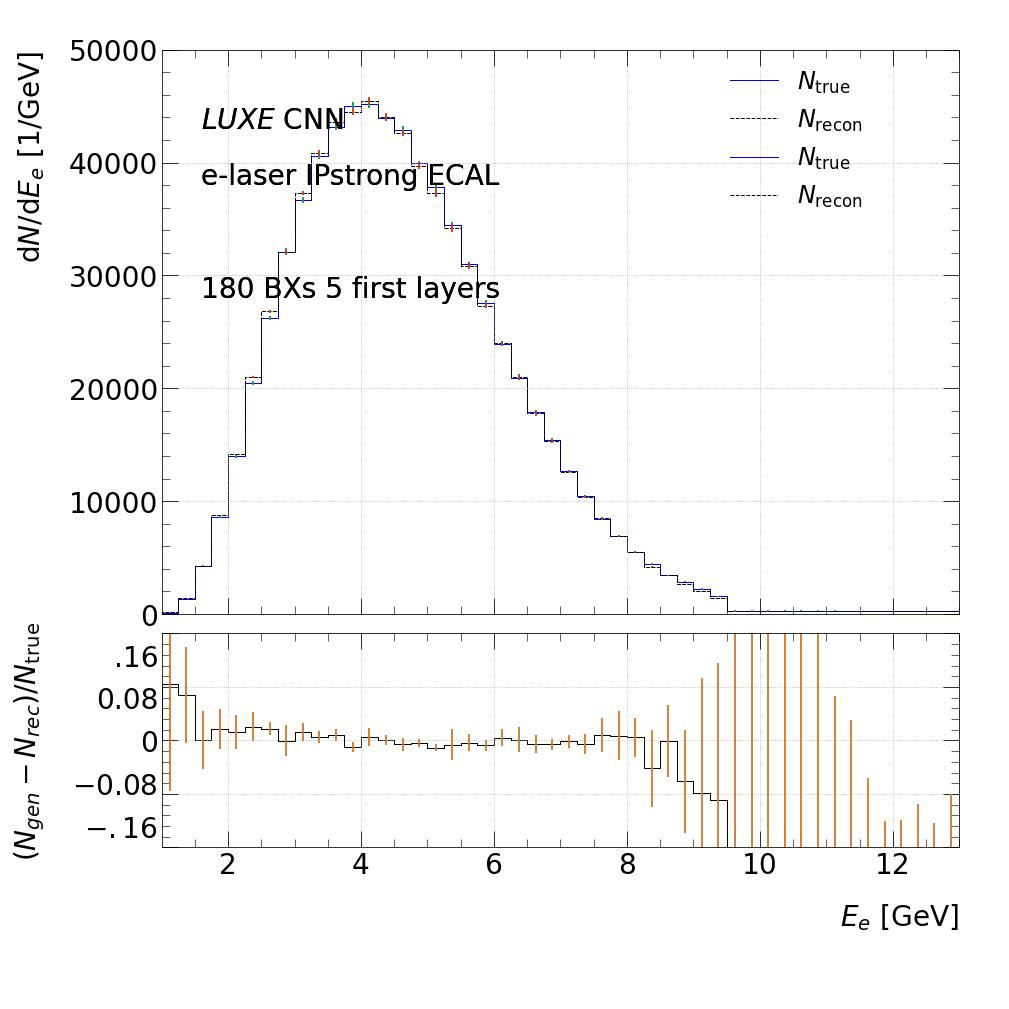 50000
40000
30000
20000
10000
0
dN/dE_e [1/GeV]
LUXE CNN
e-laser IPstrong ECAL
180 BXs 5 first layers
N_true
N_recon
N_true
N_recon
.16
0.08
0
−0.08
−.16
(N_gen − N_rec)/N_true
2 4 6 8 10 12
E_e [GeV]